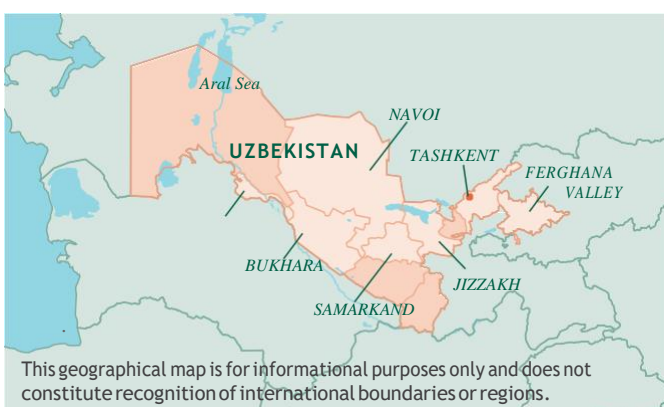 Aral Sea
NAVOI
UZBEKISTAN
TASHKENT
FERGHANA
VALLEY
BUKHARA
JIZZAKH
SAMARKAND
This geographical map is for informational purposes only and does not
constitute recognition of international boundaries or regions.